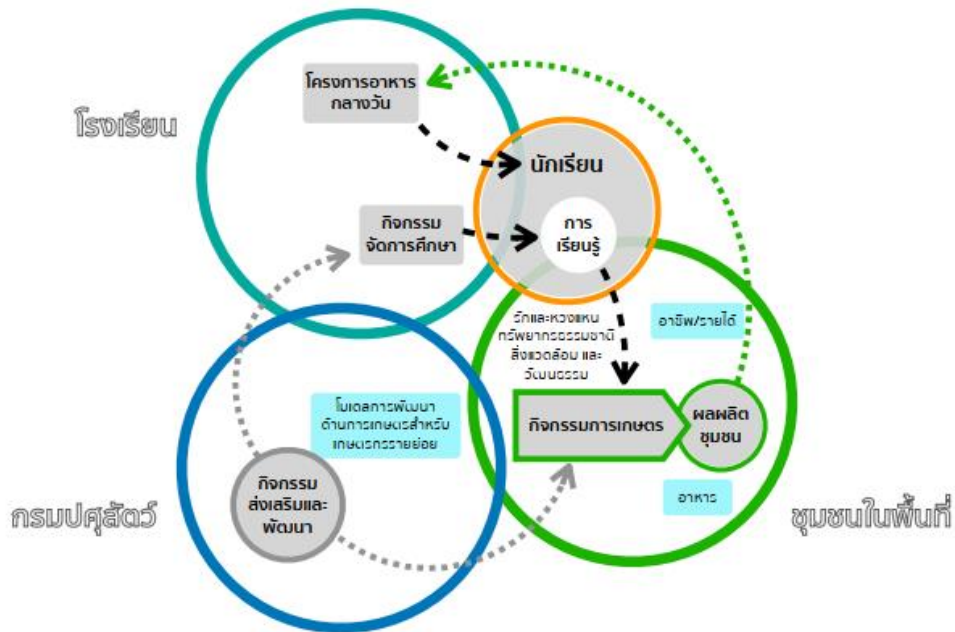 โครงการอาหาร
กลางวัน
โรงเรียน
นักเรียน
กิจกรรม
จัดการศึกษา
การ
เรียนรู้
รักและหวงแหน
ทรัพยากรธรรมชาติ
สิ่งแวดล้อม และ
วัฒนธรรม
อาชีพ/รายได้
โมเดลการพัฒนา
ด้านการเกษตรสำหรับ
เกษตรกรรายย่อย
กิจกรรมการเกษตร
ผลผลิต
ชุมชน
กิจกรรม
ส่งเสริมและ
พัฒนา
อาหาร
กรมปศุสัตว์
ชุมชนในพื้นที่